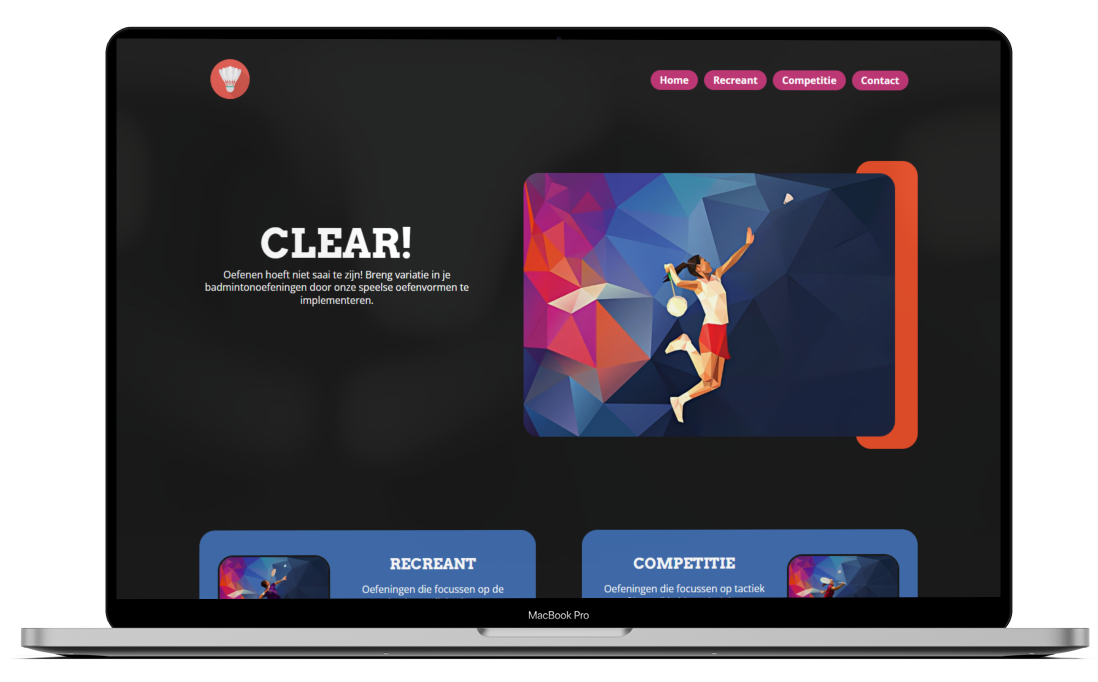 Home
Recreant
Competitie
Contact
CLEAR!
Oefenen hoeft niet saai te zijn! Breng variatie in je
badmintonoefeningen door onze speelse oefenvormen te
implementeren.
RECREANT
Oefeningen die focussen op de
COMPETITIE
Oefeningen die focussen op tactiek
MacBook Pro